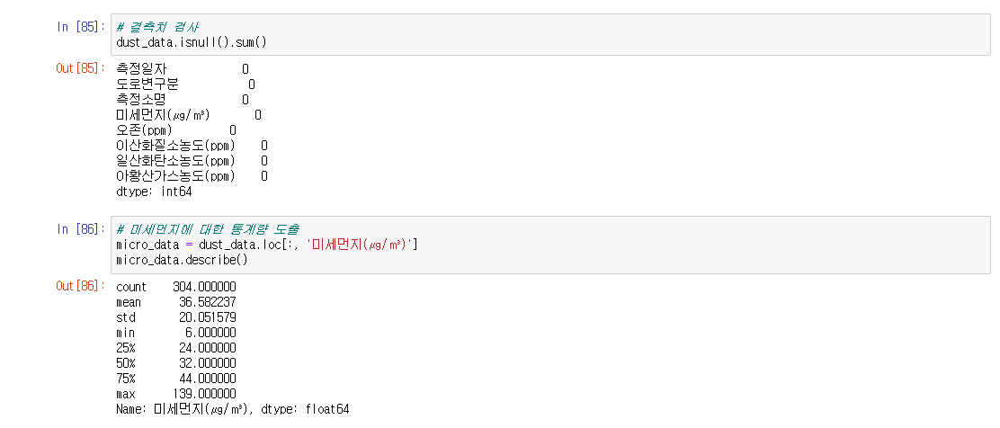 In [85]: # 결측치 검사
dust_data.isnull().sum()
Out[85]: 측정일자 0
도로변구분 0
측정소명 0
미세먼지(㎍/㎥) 0
오존(ppm) 0
이산화질소농도(ppm) 0
일산화탄소농도(ppm) 0
아황산가스농도(ppm) 0
dtype: int64
In [86]: # 미세먼지에 대한 통계량 도출
micro_data = dust_data.loc[:, '미세먼지(㎍/㎥)']
micro_data.describe()
Out[86]: count 304.000000
mean 36.582237
std 20.051579
min 6.000000
25% 24.000000
50% 32.000000
75% 44.000000
max 139.000000
Name: 미세먼지(㎍/㎥), dtype: float64